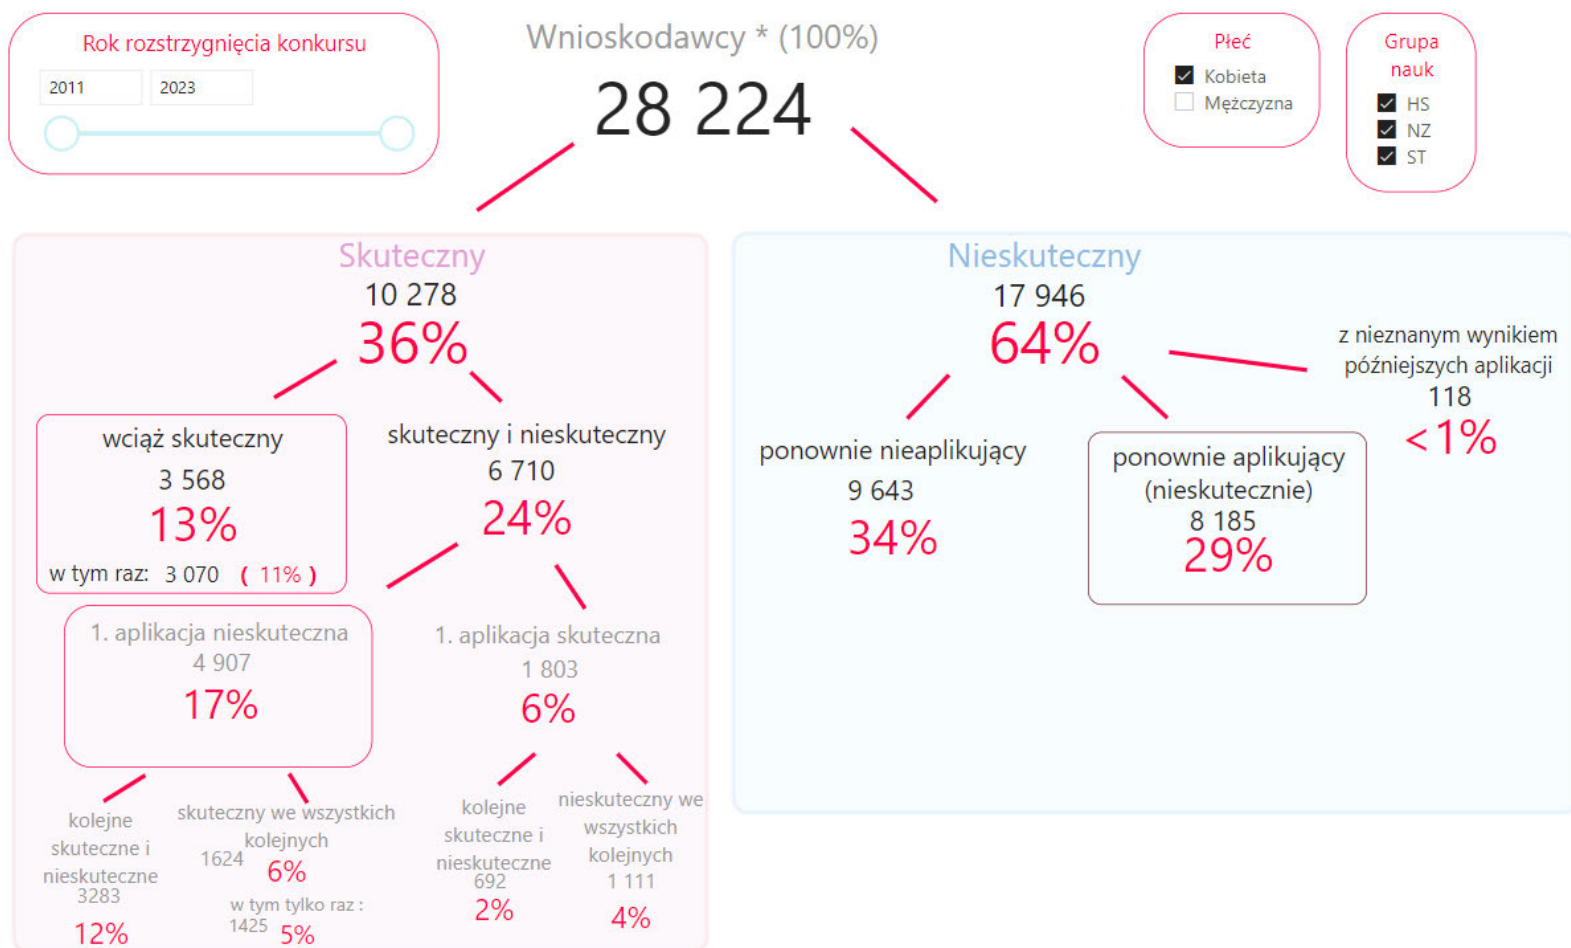 Rok rozstrzygnięcia konkursu
2011 2023
Wnioskodawcy * (100%)
28 224
Płeć
Kobieta
Mężczyzna
Grupa
nauk
HS
NZ
ST
Skuteczny
10 278
36%
wciąż skuteczny
3 568
13%
w tym raz: 3 070 ( 11% )
skuteczny i nieskuteczny
6 710
24%
1. aplikacja nieskuteczna
4 907
17%
1. aplikacja skuteczna
1 803
6%
kolejne
skuteczne i
nieskuteczne
3283
12%
skuteczny we wszystkich
kolejnych
1624 6%
w tym tylko raz :
1425 5%
kolejne
skuteczne i
nieskuteczne
692
2%
nieskuteczny we
wszystkich
kolejnych
1 111
4%
Nieskuteczny
17 946
64%
ponownie nieaplikujący
9 643
34%
ponownie aplikujący
(nieskutecznie)
8 185
29%
z nieznanym wynikiem
późniejszych aplikacji
118
<1%